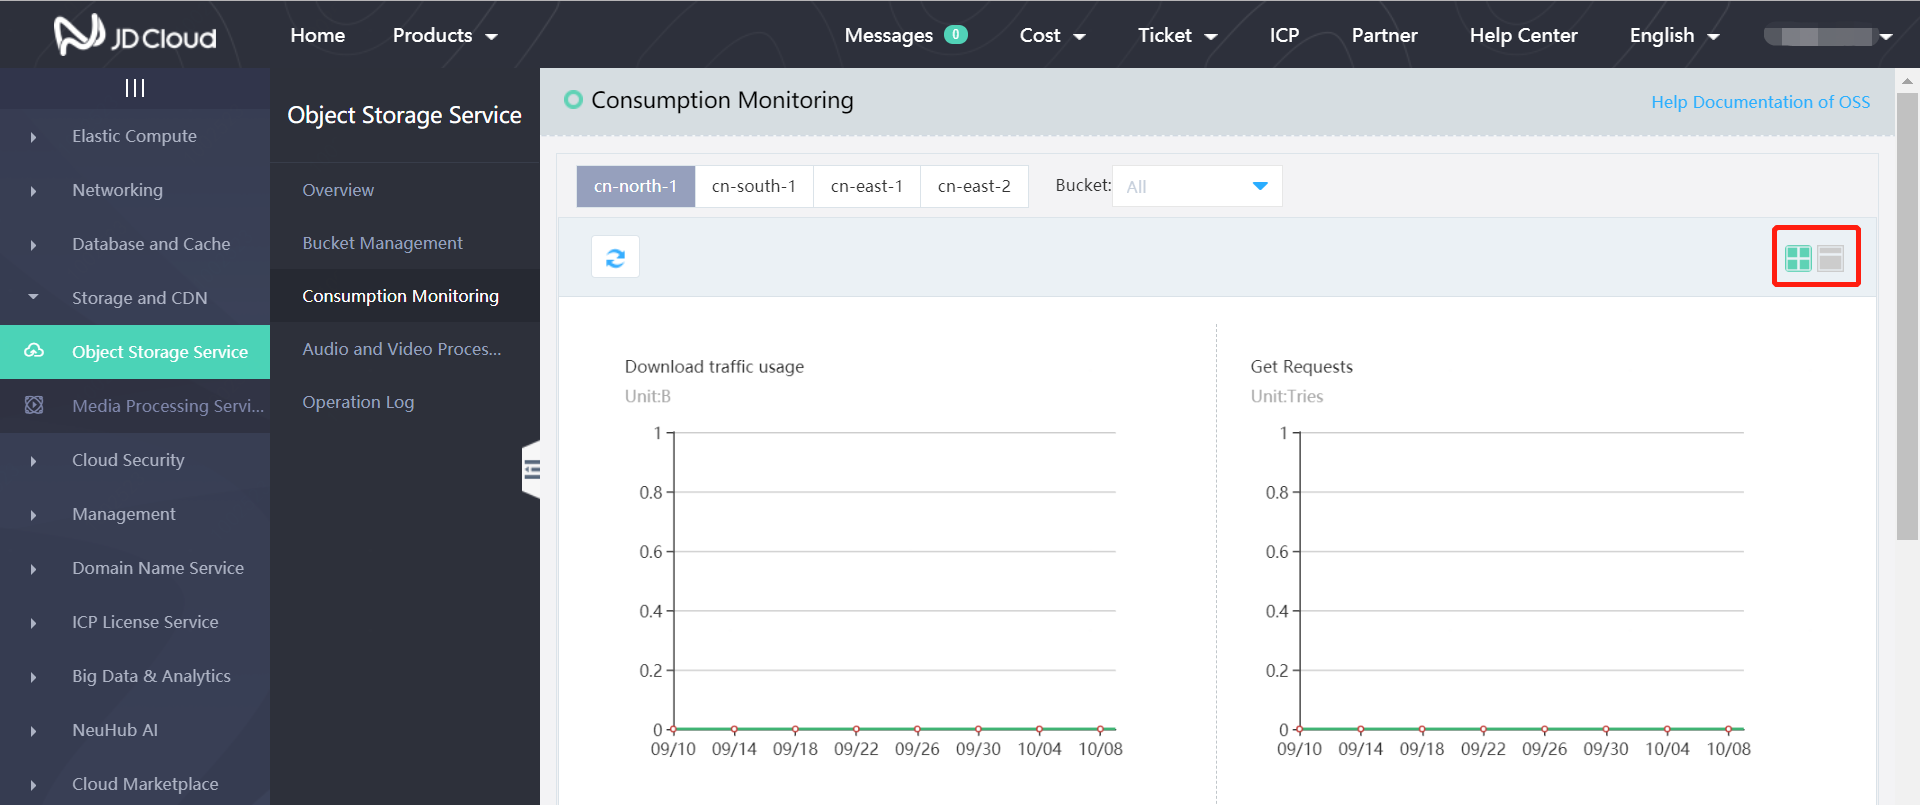 JD Cloud
Home
Products
Messages 0
Cost
Ticket
ICP
Partner
Help Center
English
Elastic Compute
Networking
Database and Cache
Storage and CDN
Object Storage Service
Media Processing Servi...
Cloud Security
Management
Domain Name Service
ICP License Service
Big Data & Analytics
NeuHub AI
Cloud Marketplace
Object Storage Service
Overview
Bucket Management
Consumption Monitoring
Audio and Video Proces...
Operation Log
Consumption Monitoring
Help Documentation of OSS
cn-north-1
cn-south-1
cn-east-1
cn-east-2
Bucket: All
Download traffic usage
Unit:B
1
0.8
0.6
0.4
0.2
0
09/10 09/14 09/18 09/22 09/26 09/30 10/04 10/08
Get Requests
Unit:Tries
1
0.8
0.6
0.4
0.2
0
09/10 09/14 09/18 09/22 09/26 09/30 10/04 10/08